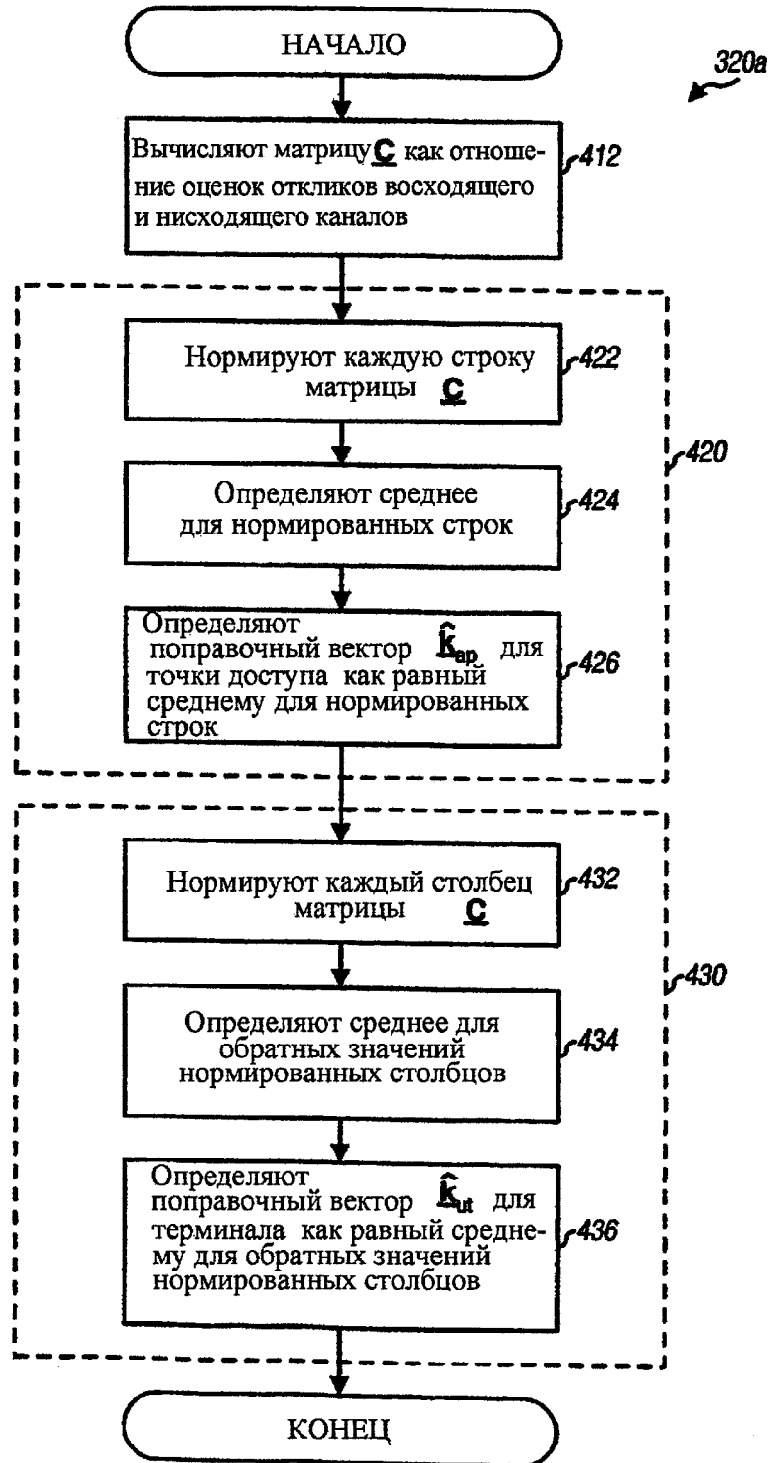 НАЧАЛО
320a
Вычисляют матрицу C как отноше-
ние оценок откликов восходящего
и нисходящего каналов
412
Нормируют каждую строку
матрицы C
422
420
Определяют среднее
для нормированных строк
424
Определяют
поправочный вектор k̂ap для
точки доступа как равный
среднему для нормированных
строк
426
Нормируют каждый столбец
матрицы C
432
430
Определяют среднее для
обратных значений
нормированных столбцов
434
Определяют
поправочный вектор k̂ut для
терминала как равный средне-
му для обратных значений
нормированных столбцов
436
КОНЕЦ